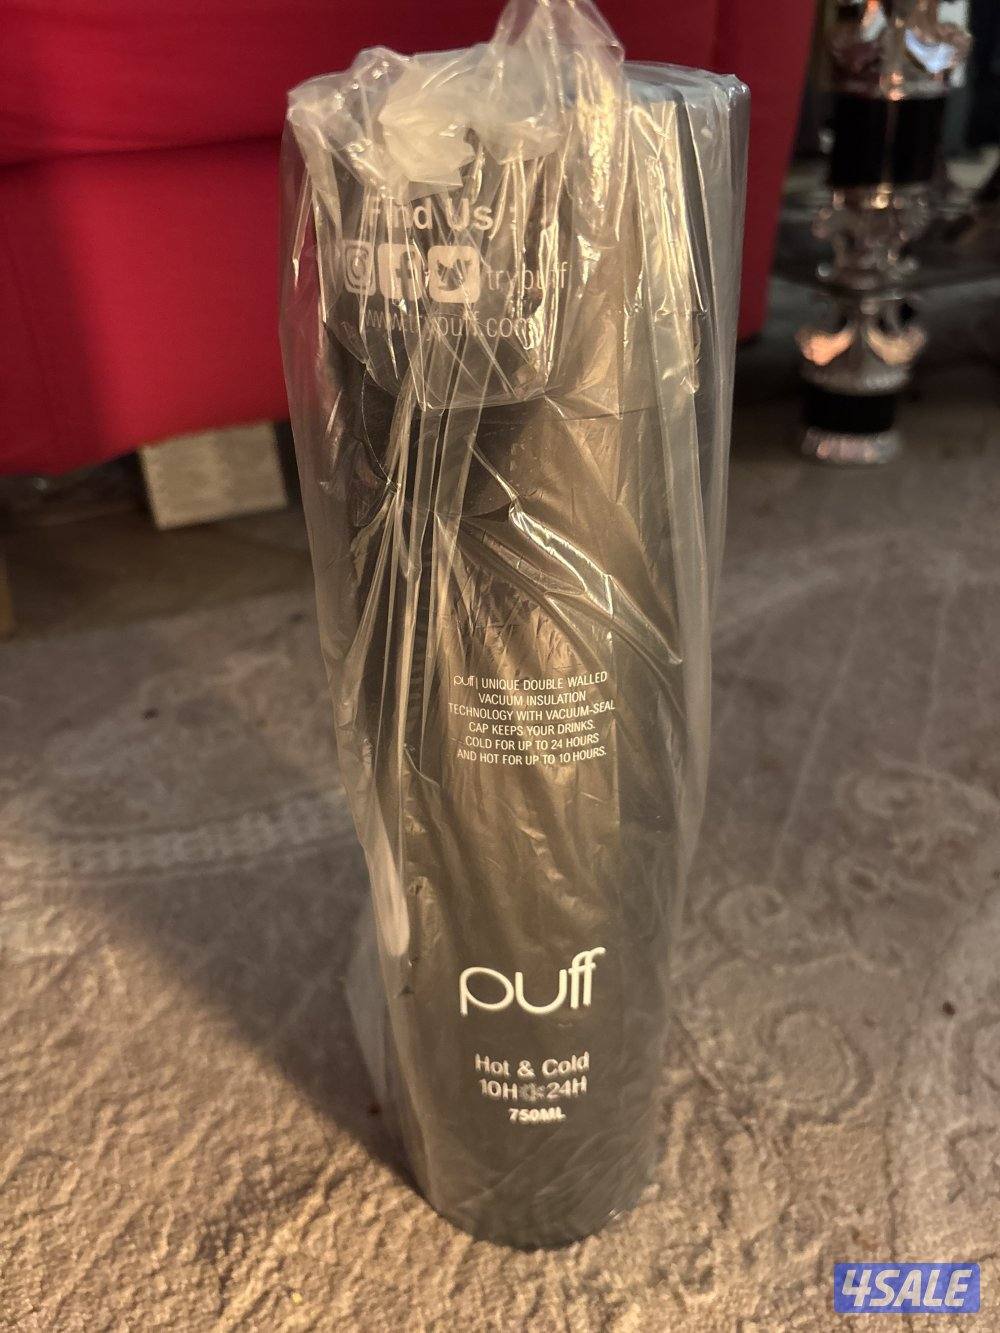 Find Us
trypuff
www.trypuff.com
puff | UNIQUE DOUBLE WALLED
VACUUM INSULATION
TECHNOLOGY WITH VACUUM-SEAL
CAP KEEPS YOUR DRINKS.
COLD FOR UP TO 24 HOURS
AND HOT FOR UP TO 10 HOURS.
puff
Hot & Cold
10H 24H
750ML
4SALE